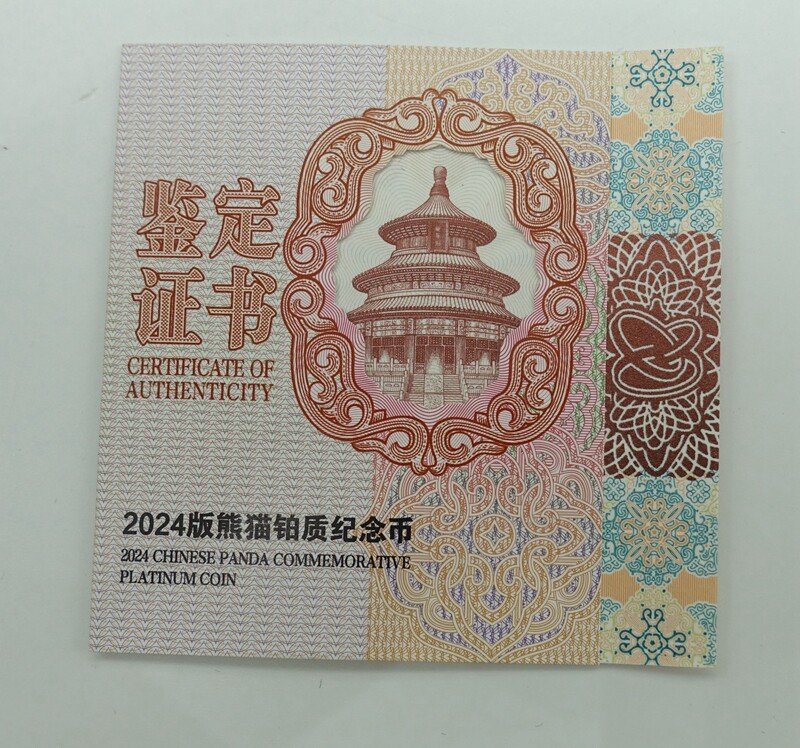 鉴定
证书
CERTIFICATE OF
AUTHENTICITY
2024版熊猫铂质纪念币
2024 CHINESE PANDA COMMEMORATIVE
PLATINUM COIN